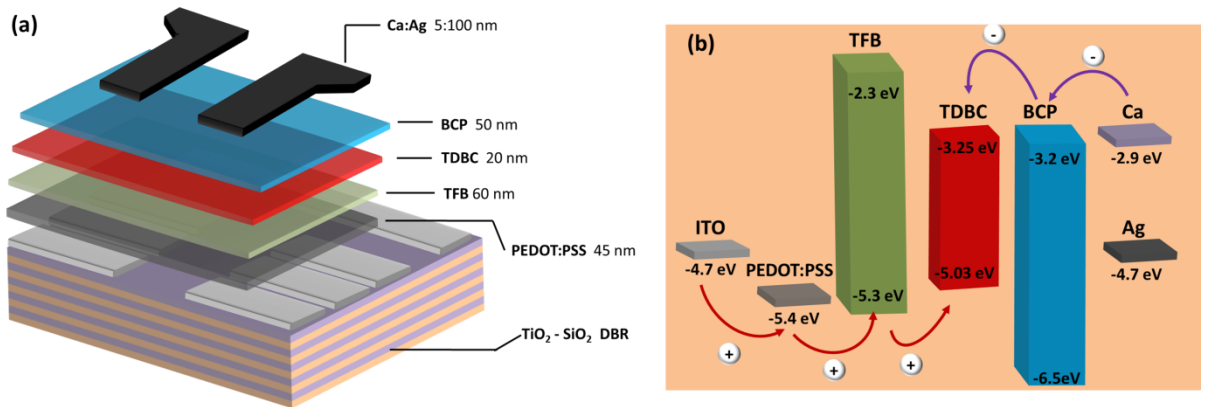 (a)
Ca:Ag 5:100 nm
BCP 50 nm
TDBC 20 nm
TFB 60 nm
PEDOT:PSS 45 nm
TiO₂ - SiO₂ DBR
(b)
TFB
-
-
-2.3 eV
TDBC
BCP
Ca
-3.25 eV
-3.2 eV
-2.9 eV
ITO
Ag
-4.7 eV
PEDOT:PSS
-5.03 eV
-4.7 eV
-5.3 eV
-5.4 eV
+
+
+
-6.5eV